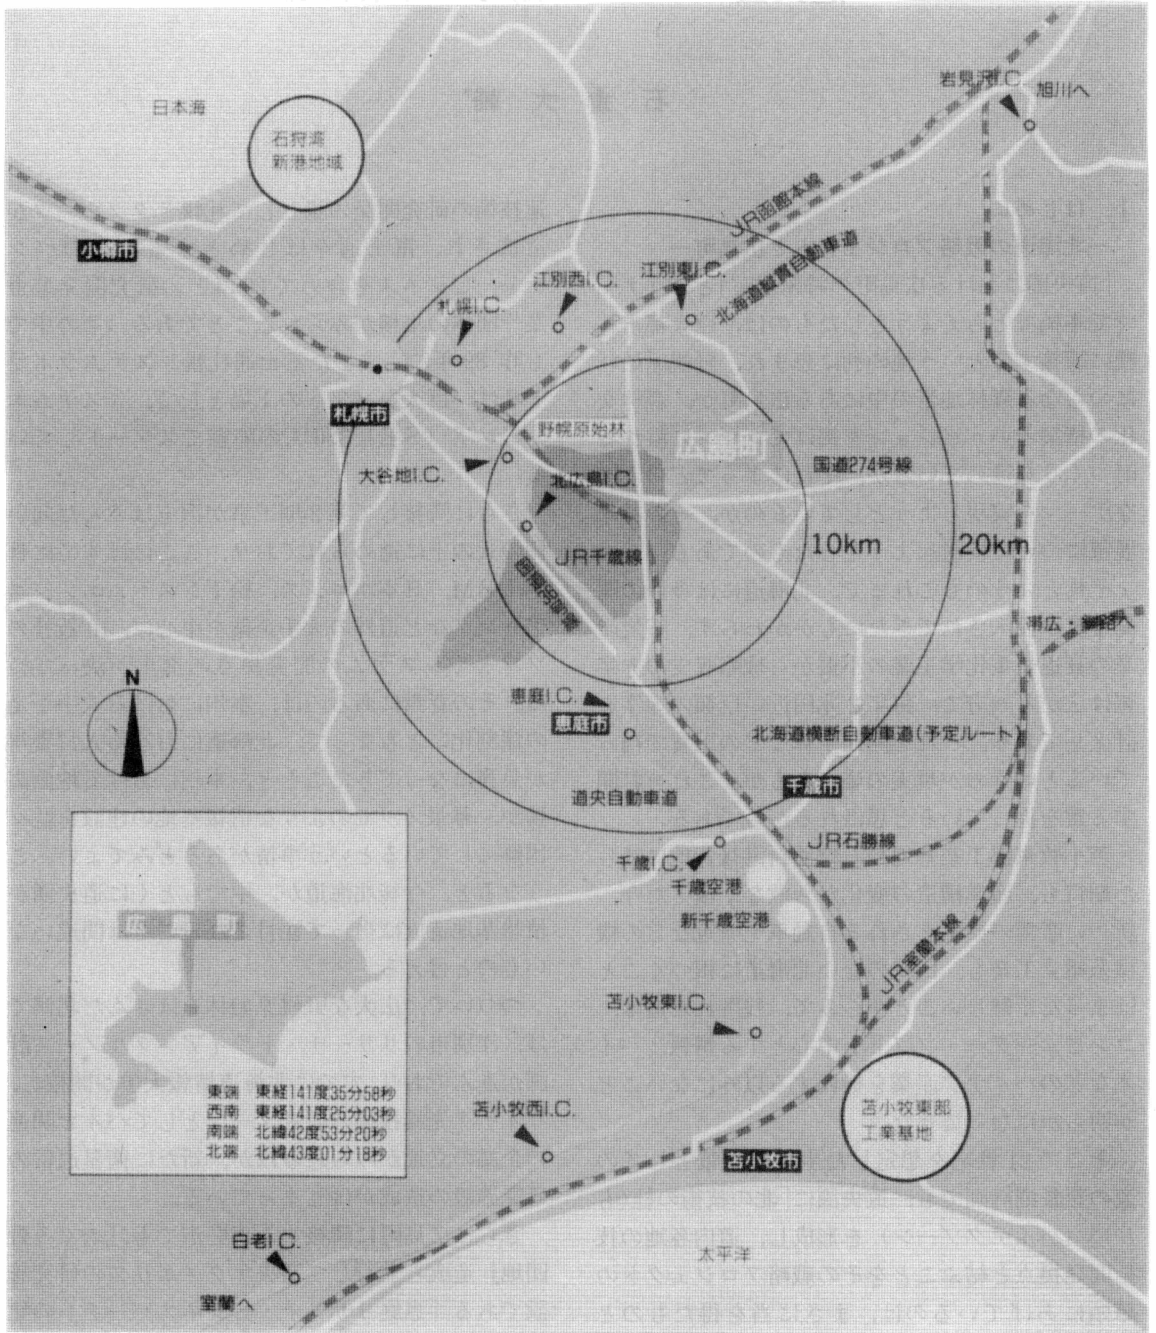 日本海
石狩湾
新港地域
岩見沢I.C.
旭川へ
小樽市
JR函館本線
北海道縦貫自動車道
江別東I.C.
江別西I.C.
札幌I.C.
札幌市
野幌原始林
広島町
大谷地I.C.
国道274号線
北広島I.C.
10km
20km
JR千歳線
帯広・釧路へ
N
恵庭I.C.
恵庭市
北海道横断自動車道(予定ルート)
千歳市
道央自動車道
JR石勝線
千歳I.C.
千歳空港
新千歳空港
広島町
JR室蘭本線
苫小牧東I.C.
東端 東経141度35分58秒
西南 東経141度25分03秒
南端 北緯42度53分20秒
北端 北緯43度01分18秒
苫小牧西I.C.
苫小牧東部
工業基地
苫小牧市
白老I.C.
太平洋
室蘭へ